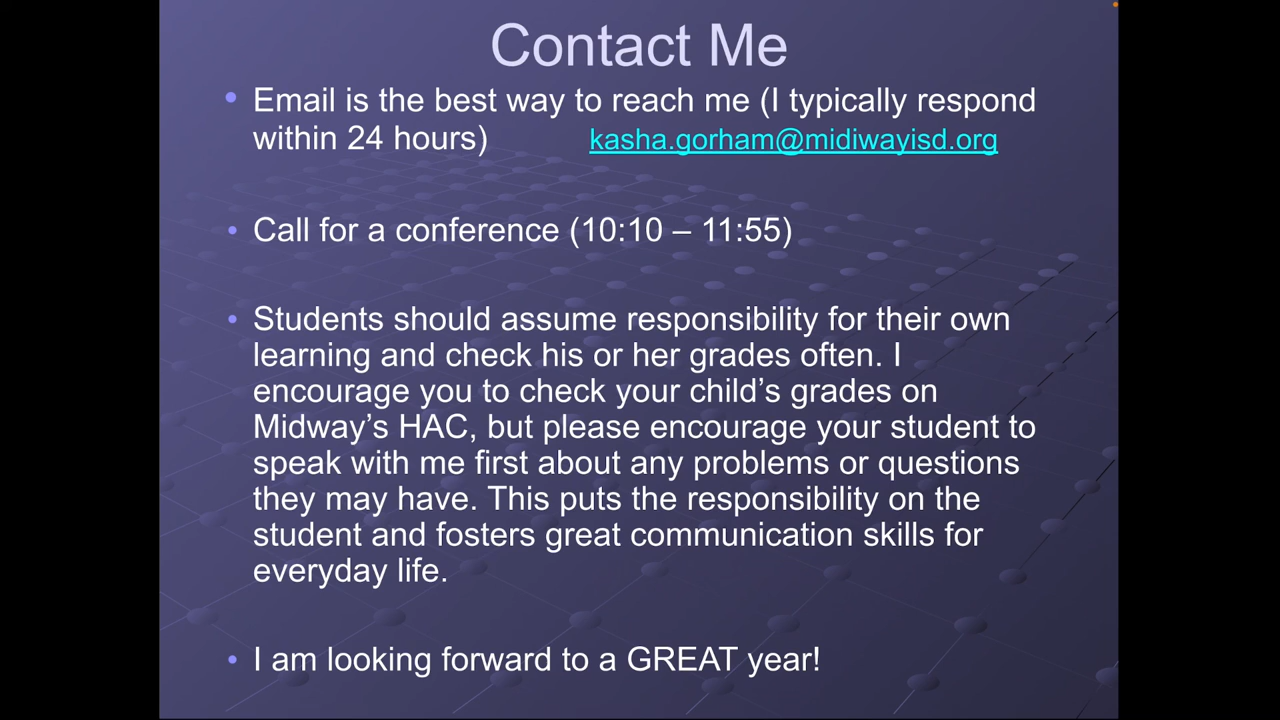 Contact Me
• Email is the best way to reach me (I typically respond
within 24 hours) kasha.gorham@midiwayisd.org
• Call for a conference (10:10 – 11:55)
• Students should assume responsibility for their own
learning and check his or her grades often. I
encourage you to check your child’s grades on
Midway’s HAC, but please encourage your student to
speak with me first about any problems or questions
they may have. This puts the responsibility on the
student and fosters great communication skills for
everyday life.
• I am looking forward to a GREAT year!